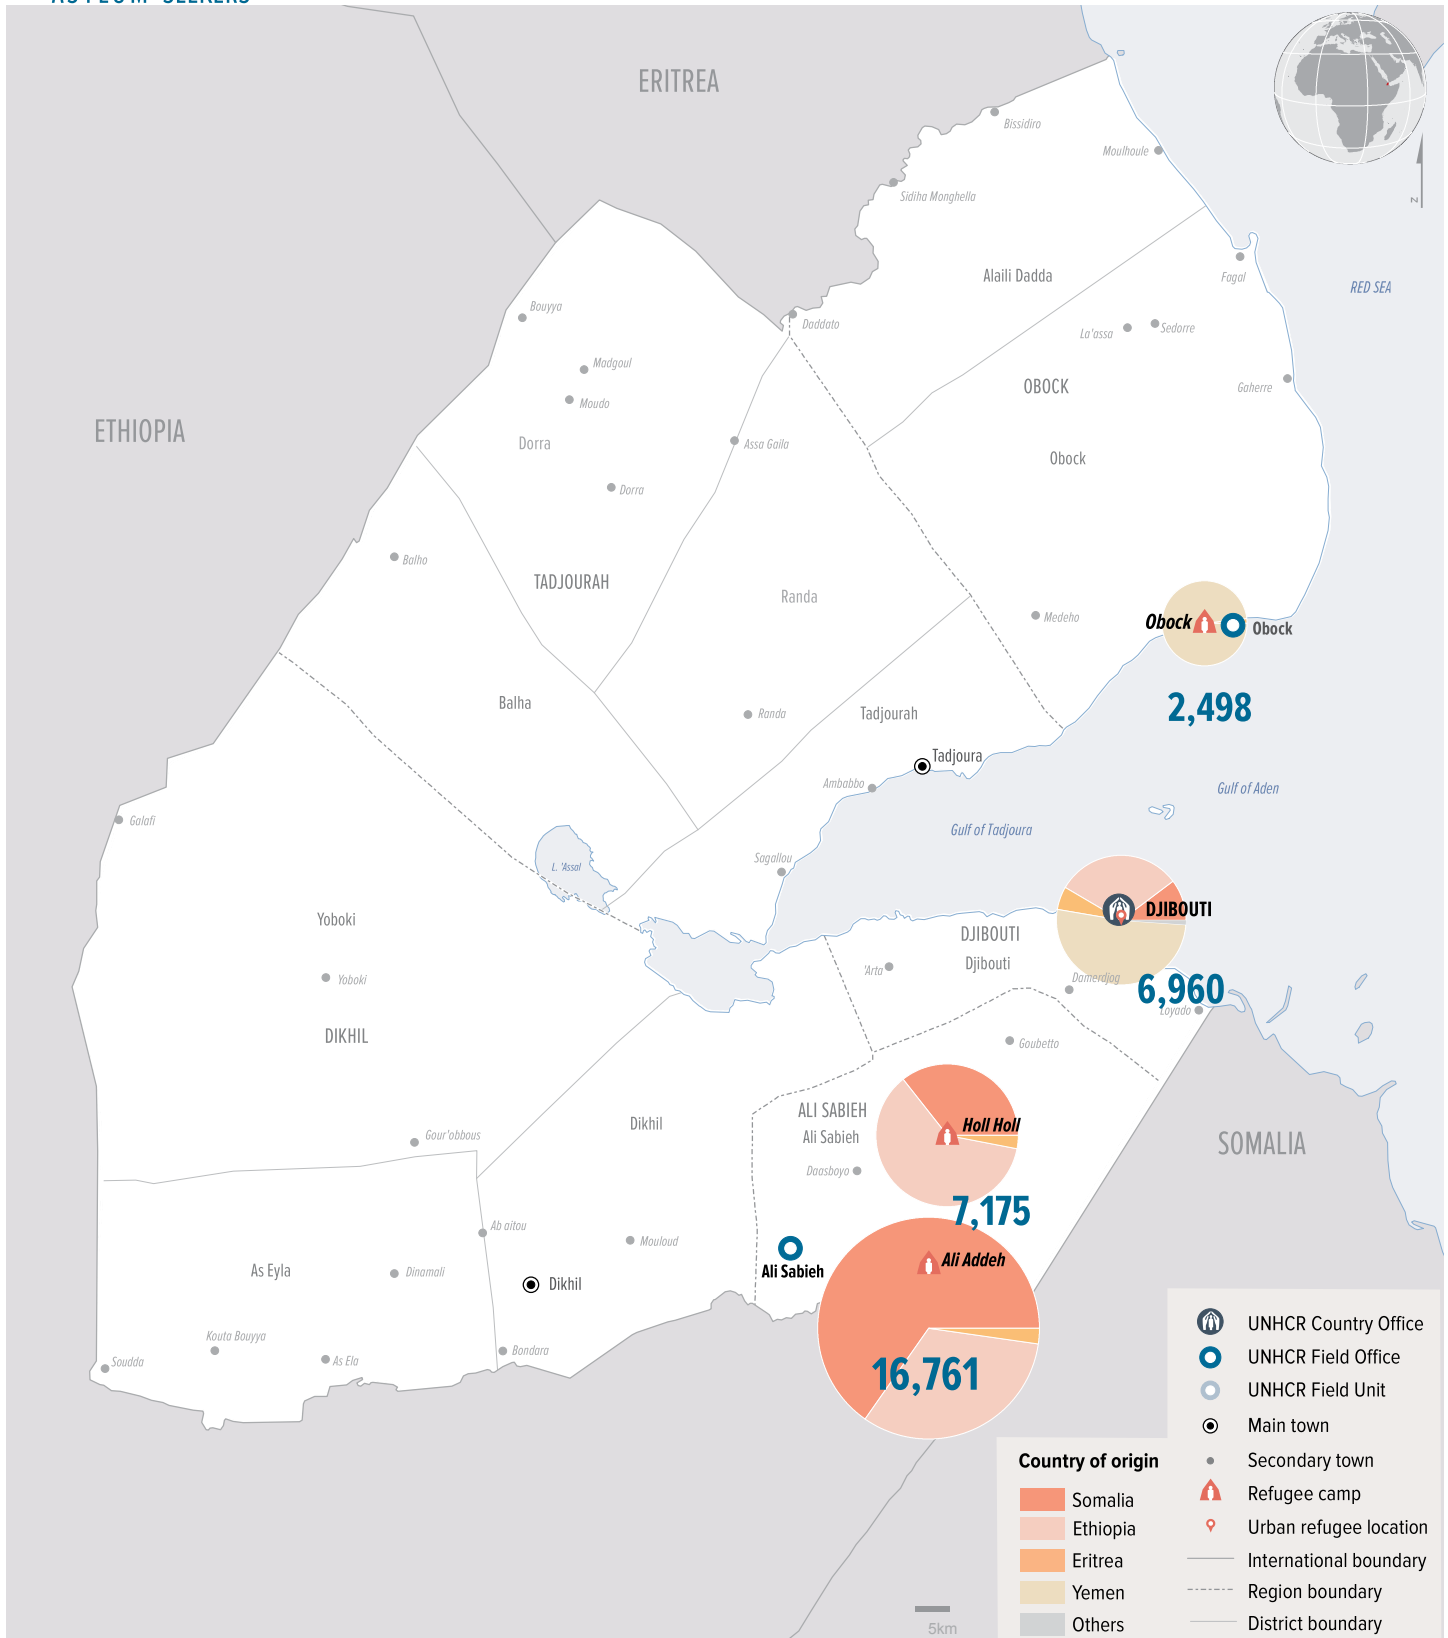 ERITREA
Bissidiro
Moulhoule
Sidiha Monghella
N
Alaili Dadda
Fagal
RED SEA
Bouyya
Daddato
La'assa
Sedorre
Madgoul
OBOCK
Gaherre
Moudo
ETHIOPIA
Dorra
Assa Gaila
Obock
Dorra
Balho
TADJOURAH
Randa
Medeha
Obock
Obock
Balha
Randa
Tadjourah
2,498
Tadjoura
Ambabbo
Gulf of Aden
Galafi
Gulf of Tadjoura
Sagallou
L. 'Assal
DJIBOUTI
Yoboki
DJIBOUTI
Djibouti
'Arta
Yoboki
Damerdjog
6,960
Loyado
DIKHIL
Goubetto
ALI SABIEH
Dikhil
Holl Holl
Gour'obbous
Ali Sabieh
SOMALIA
Daasboyo
7,175
Ab aitou
Mouloud
Ali Addeh
As Eyla
Dinamali
Ali Sabieh
Dikhil
Kouta Bouyya
Bondara
As Ela
Soudda
16,761
UNHCR Country Office
UNHCR Field Office
UNHCR Field Unit
Main town
Secondary town
Refugee camp
Urban refugee location
International boundary
Region boundary
District boundary
Country of origin
Somalia
Ethiopia
Eritrea
Yemen
Others
5km